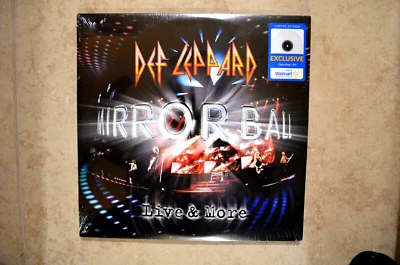 DEF LEPPARD
LIMITED EDITION
EXCLUSIVE
Walmart
MIRROR BALL
Live & More